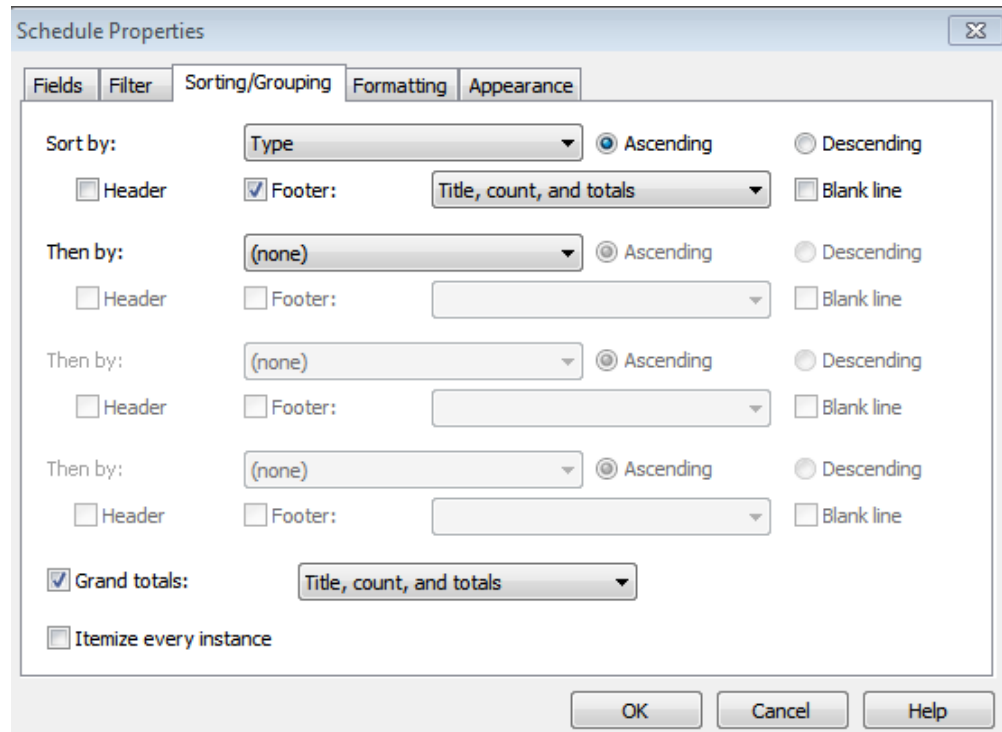 Schedule Properties
Fields Filter Sorting/Grouping Formatting Appearance
Sort by: Type Ascending Descending
Header Footer: Title, count, and totals Blank line
Then by: (none) Ascending Descending
Header Footer: Blank line
Then by: (none) Ascending Descending
Header Footer: Blank line
Then by: (none) Ascending Descending
Header Footer: Blank line
Grand totals: Title, count, and totals
Itemize every instance
OK Cancel Help